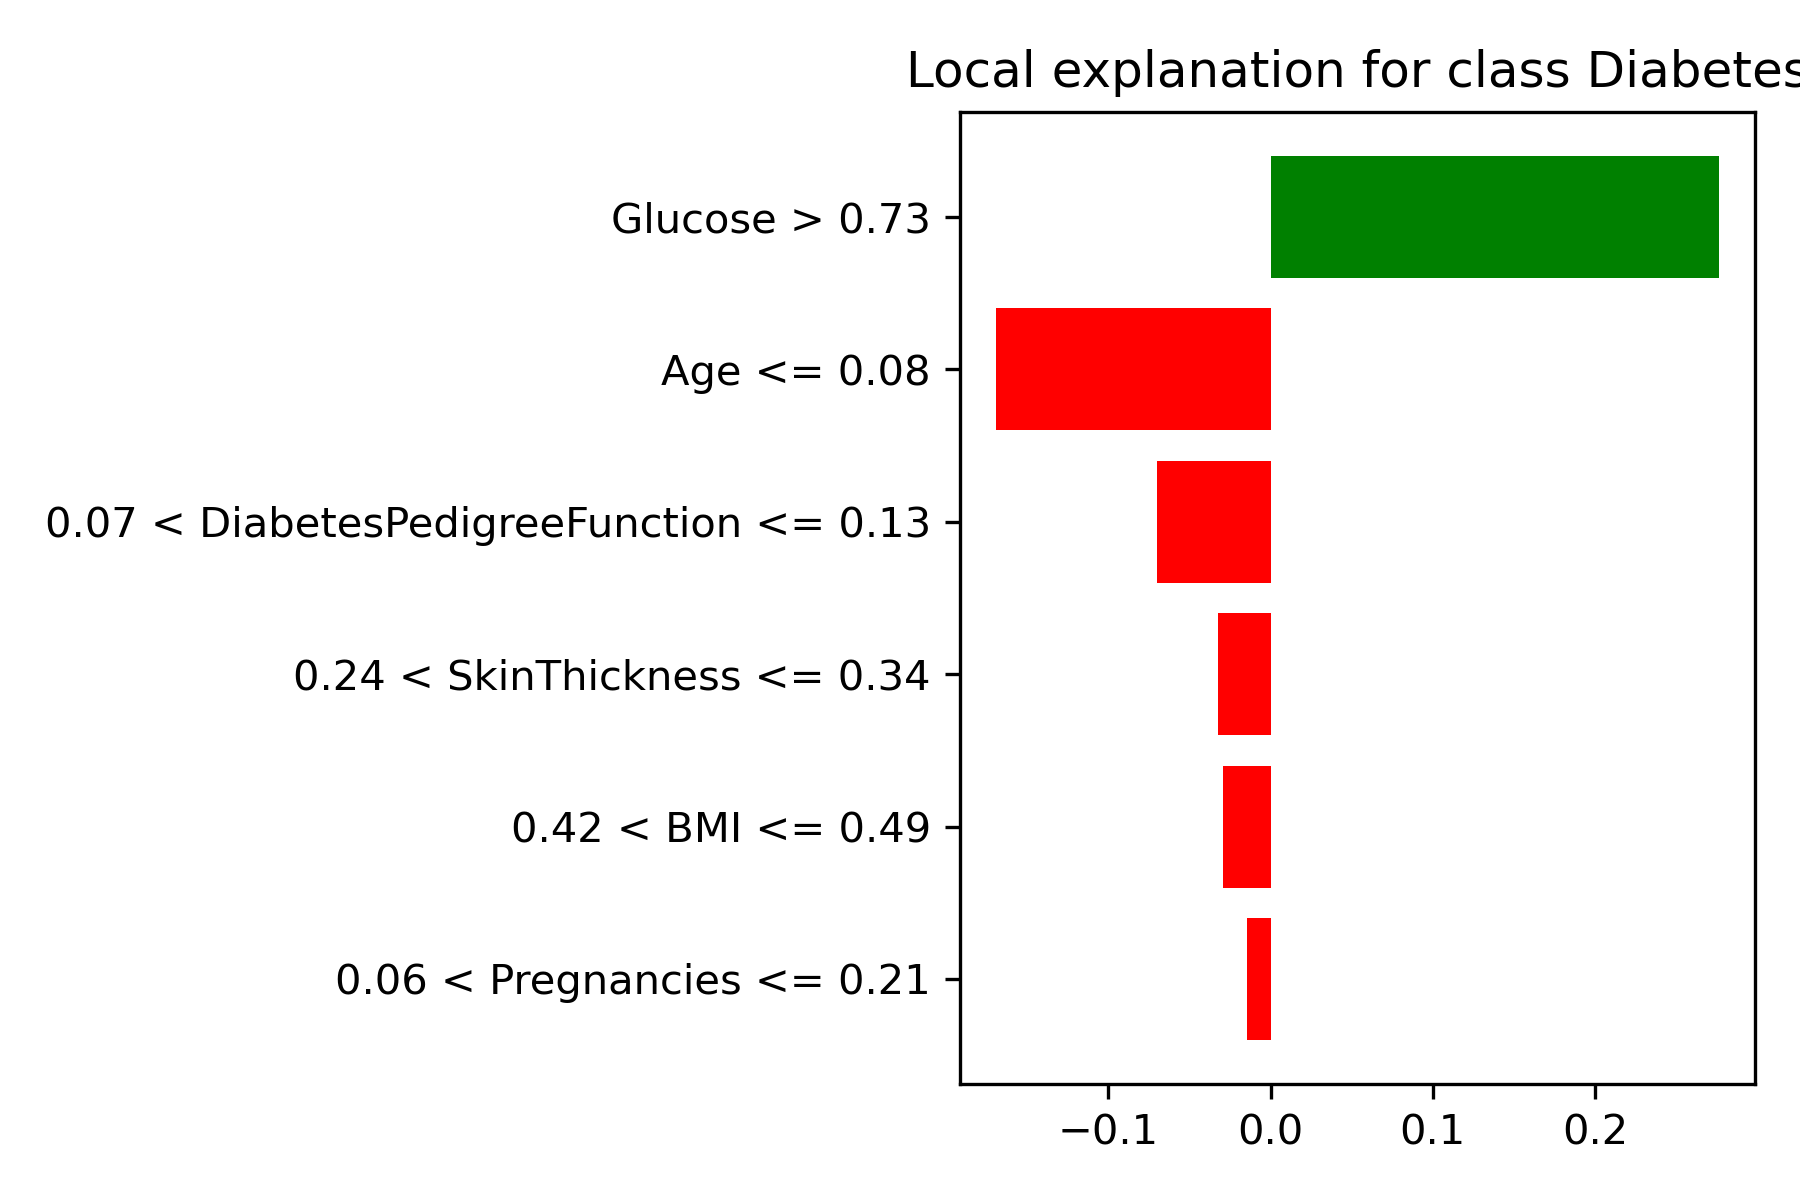 Local explanation for class Diabetes
Glucose > 0.73
Age <= 0.08
0.07 < DiabetesPedigreeFunction <= 0.13
0.24 < SkinThickness <= 0.34
0.42 < BMI <= 0.49
0.06 < Pregnancies <= 0.21
−0.1 0.0 0.1 0.2